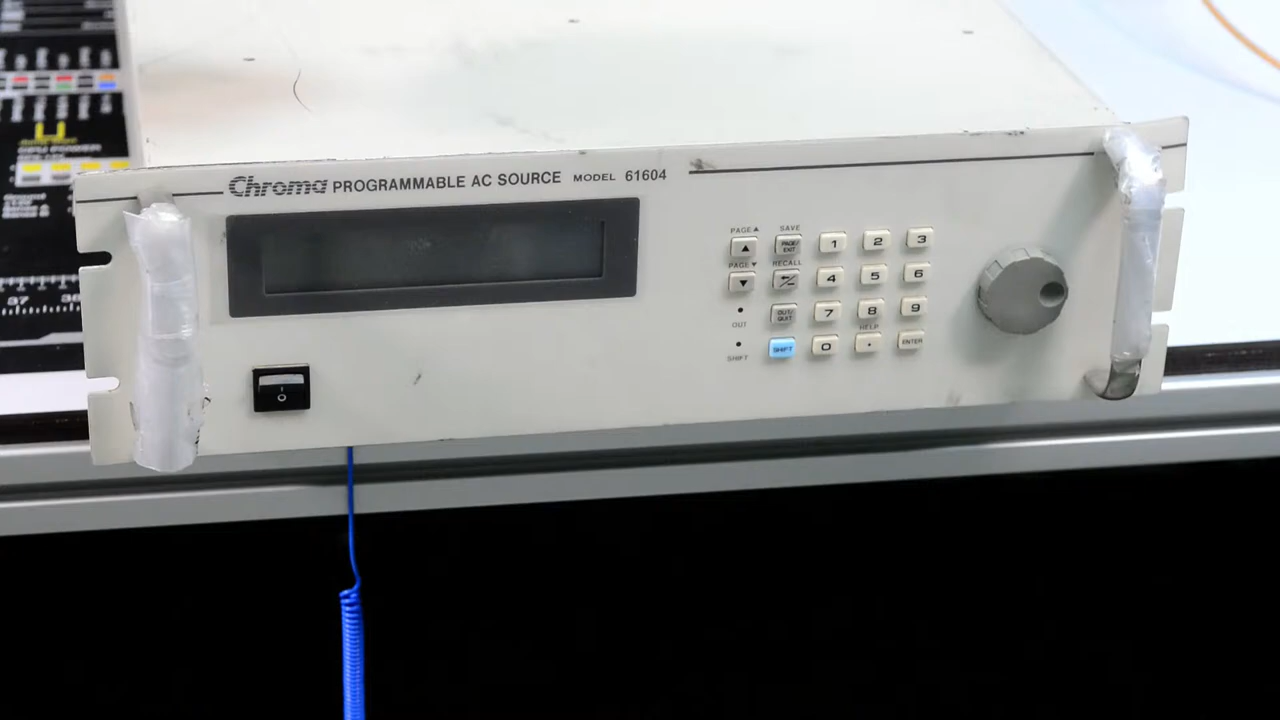 Chroma PROGRAMMABLE AC SOURCE MODEL 61604
PAGE ▲ SAVE
▲ PAGE/EXIT 1 2 3
PAGE ▼ RECALL
▼ 4 5 6
OUT/QUIT 7 8 9
OUT HELP
SHIFT 0 . ENTER
SHIFT
37